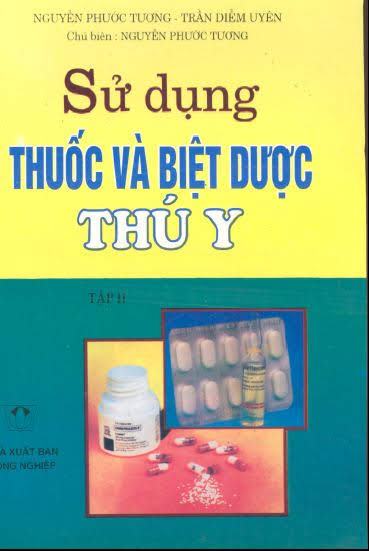 NGUYỄN PHƯỚC TƯƠNG - TRẦN DIỄM UYÊN
Chủ biên : NGUYỄN PHƯỚC TƯƠNG
Sử dụng
THUỐC VÀ BIỆT DƯỢC
THÚ Y
TẬP II
À XUẤT BẢN
ÔNG NGHIỆP